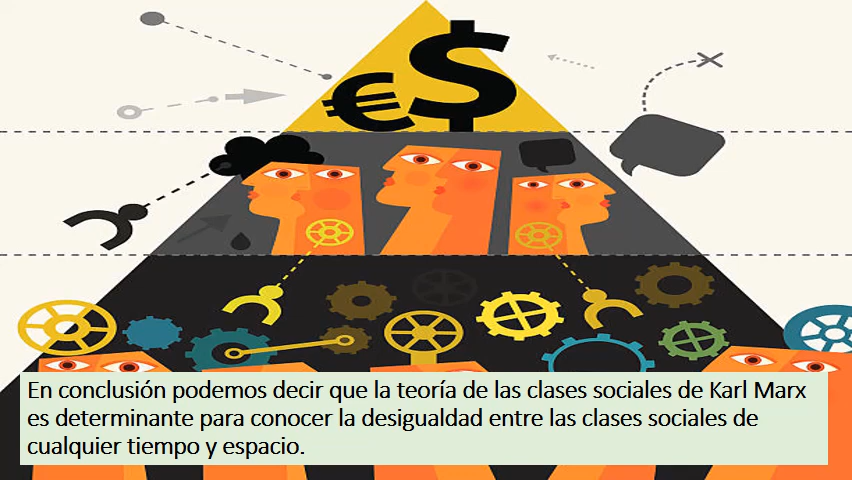 €$
En conclusión podemos decir que la teoría de las clases sociales de Karl Marx
es determinante para conocer la desigualdad entre las clases sociales de
cualquier tiempo y espacio.